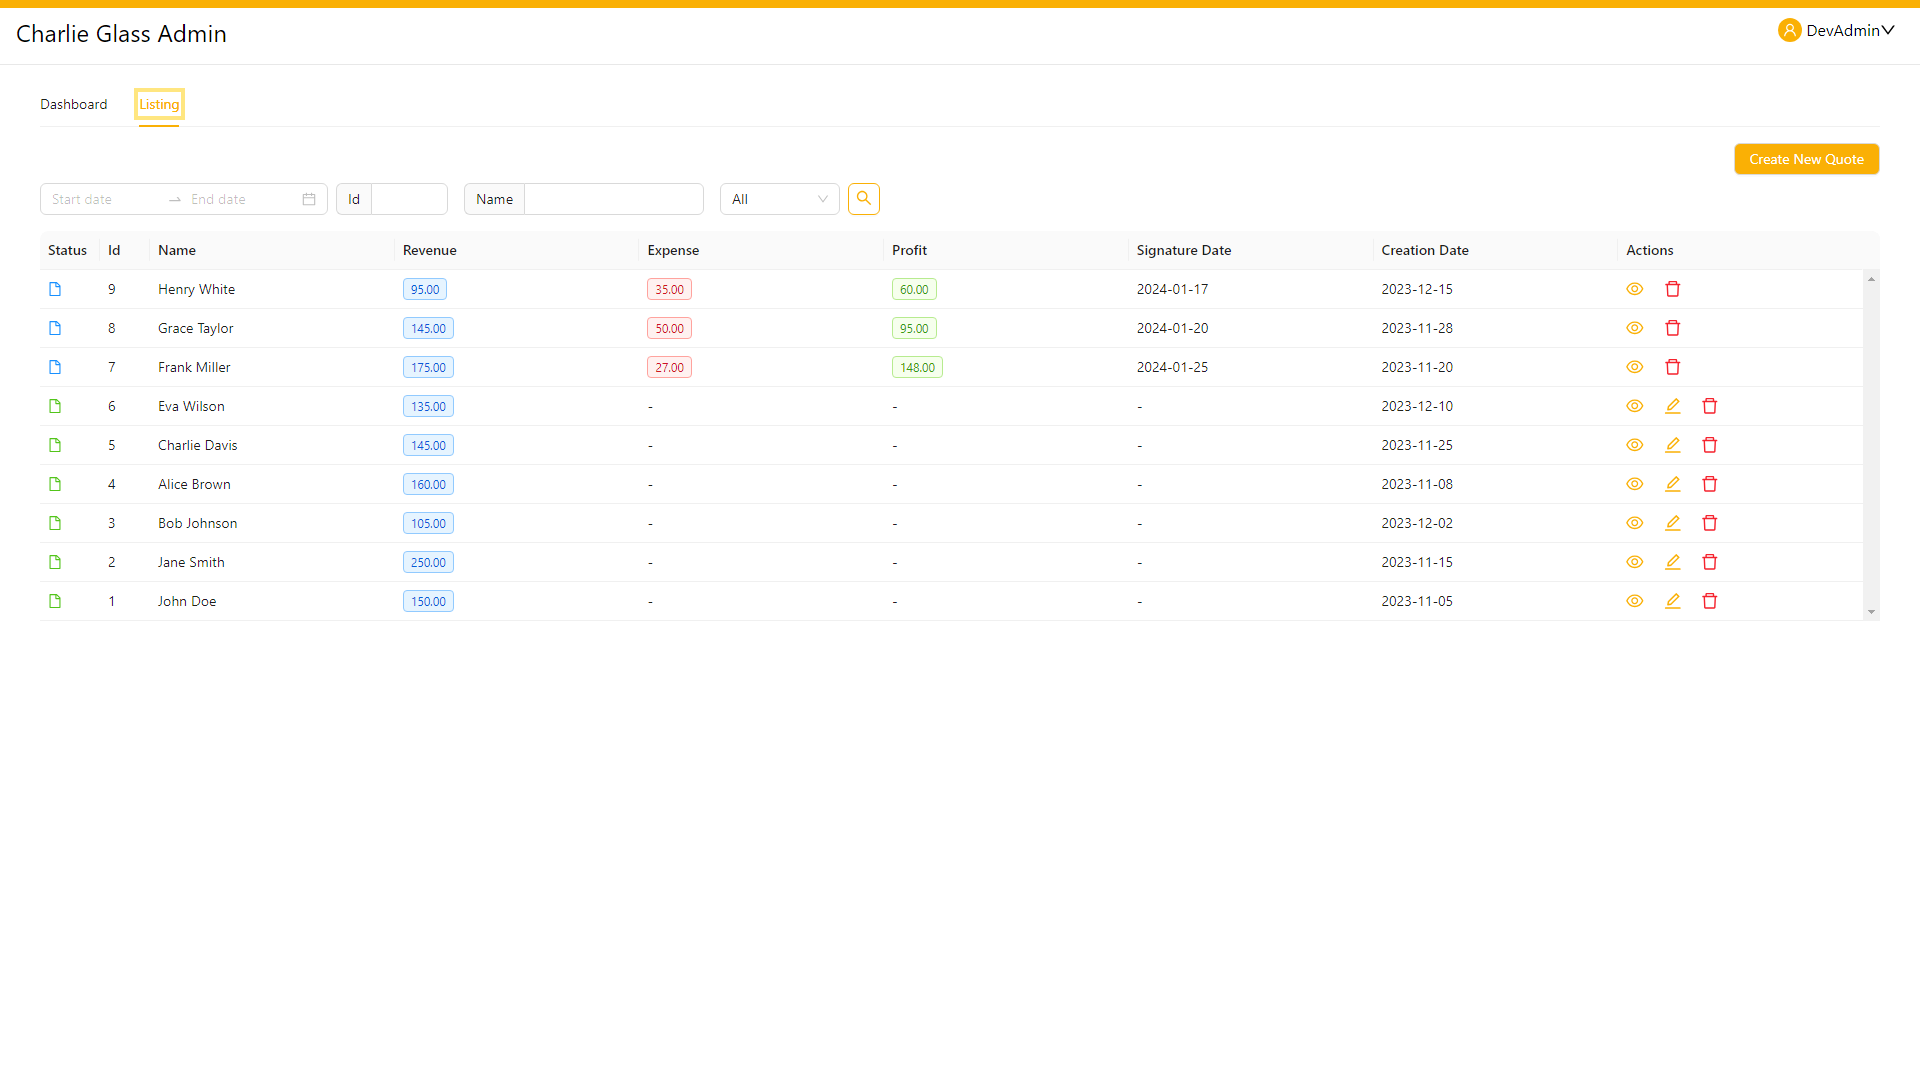 Charlie Glass Admin
DevAdmin
Dashboard Listing
Create New Quote
Start date End date Id Name All
Status Id Name Revenue Expense Profit Signature Date Creation Date Actions
9 Henry White 95.00 35.00 60.00 2024-01-17 2023-12-15
8 Grace Taylor 145.00 50.00 95.00 2024-01-20 2023-11-28
7 Frank Miller 175.00 27.00 148.00 2024-01-25 2023-11-20
6 Eva Wilson 135.00 - - - 2023-12-10
5 Charlie Davis 145.00 - - - 2023-11-25
4 Alice Brown 160.00 - - - 2023-11-08
3 Bob Johnson 105.00 - - - 2023-12-02
2 Jane Smith 250.00 - - - 2023-11-15
1 John Doe 150.00 - - - 2023-11-05